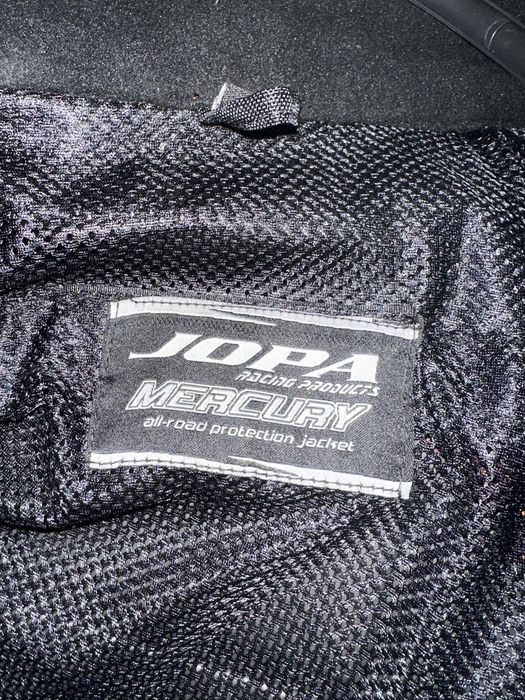 JOPA
RACING PRODUCTS
MERCURY
all-road protection jacket